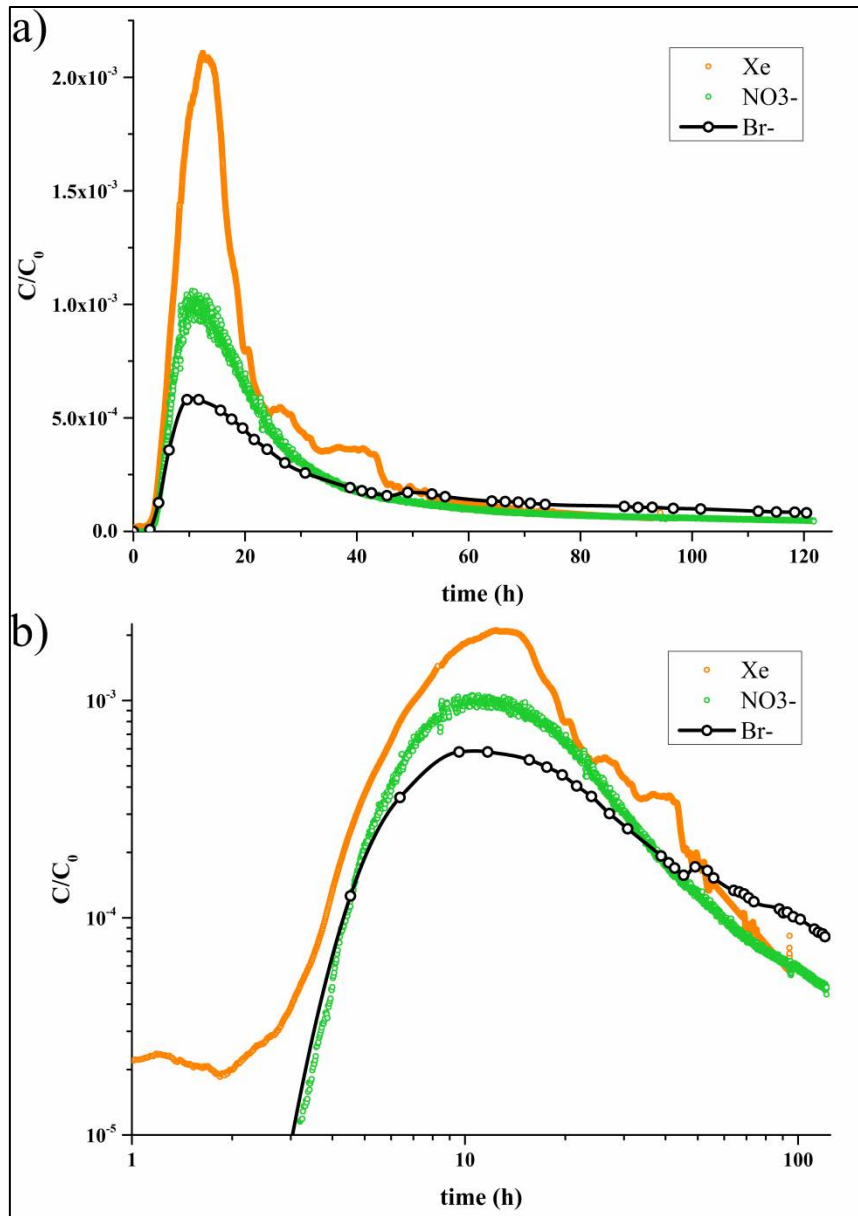 a)
Xe
NO3-
Br-
2.0x10⁻³
1.5x10⁻³
1.0x10⁻³
5.0x10⁻⁴
0.0
C/C₀
0 20 40 60 80 100 120
time (h)
b)
Xe
NO3-
Br-
10⁻³
10⁻⁴
10⁻⁵
C/C₀
1 10 100
time (h)